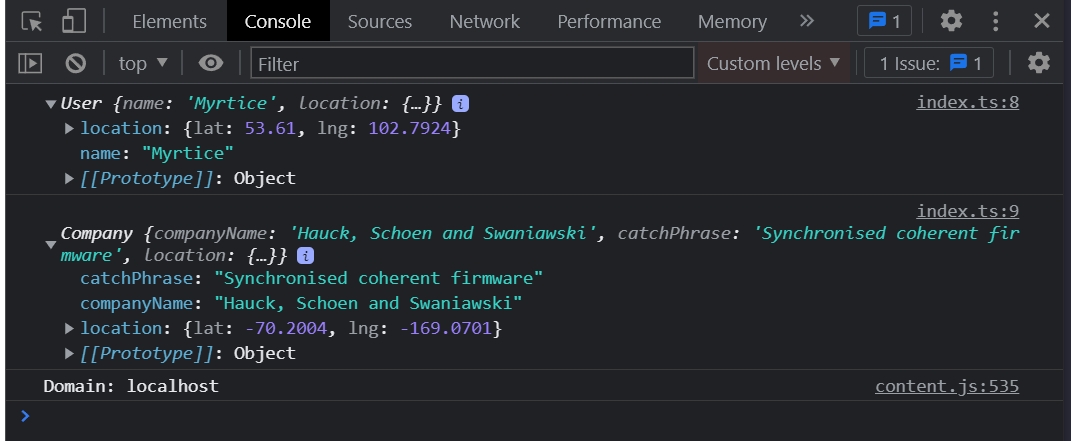 Elements Console Sources Network Performance Memory » 1
top ▼ Filter Custom levels ▼ 1 Issue: 1
▼User {name: 'Myrtice', location: {…}} i index.ts:8
▶location: {lat: 53.61, lng: 102.7924}
name: "Myrtice"
▶[[Prototype]]: Object
index.ts:9
Company {companyName: 'Hauck, Schoen and Swaniawski', catchPhrase: 'Synchronised coherent fir
▼mware', location: {…}} i
catchPhrase: "Synchronised coherent firmware"
companyName: "Hauck, Schoen and Swaniawski"
▶location: {lat: -70.2004, lng: -169.0701}
▶[[Prototype]]: Object
Domain: localhost content.js:535
>